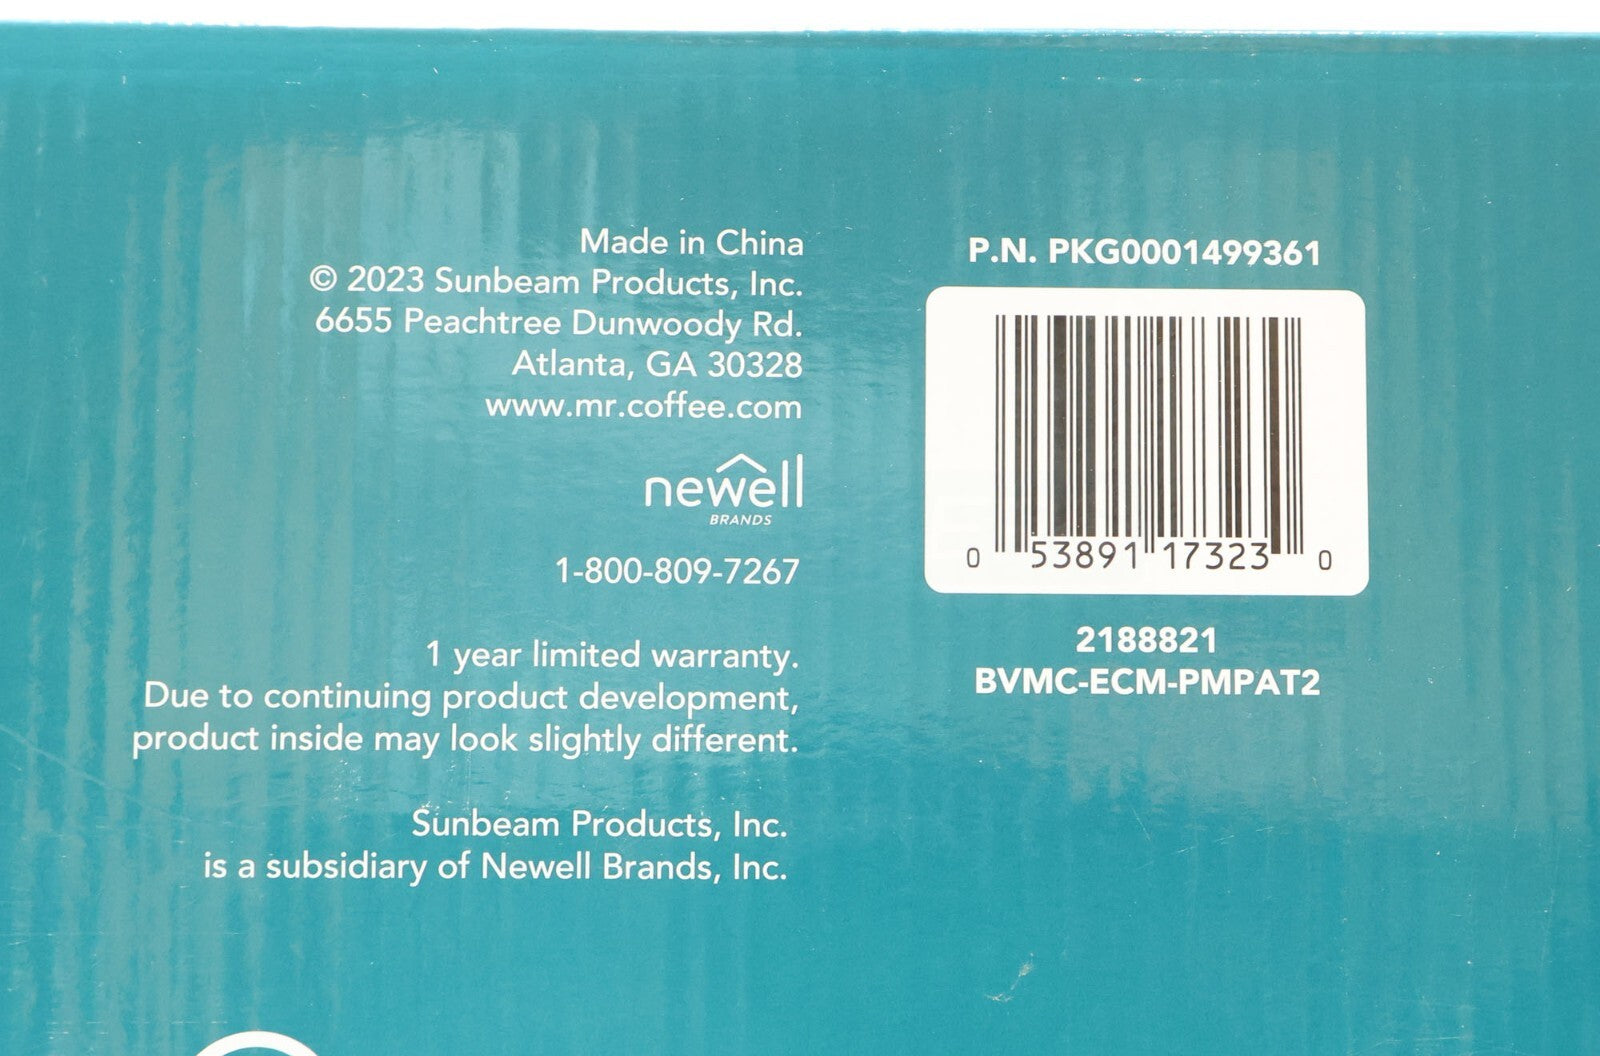 Made in China
© 2023 Sunbeam Products, Inc.
6655 Peachtree Dunwoody Rd.
Atlanta, GA 30328
www.mr.coffee.com
newell
BRANDS
1-800-809-7267
1 year limited warranty.
Due to continuing product development,
product inside may look slightly different.
Sunbeam Products, Inc.
is a subsidiary of Newell Brands, Inc.
P.N. PKG0001499361
0 53891 17323 0
2188821
BVMC-ECM-PMPAT2